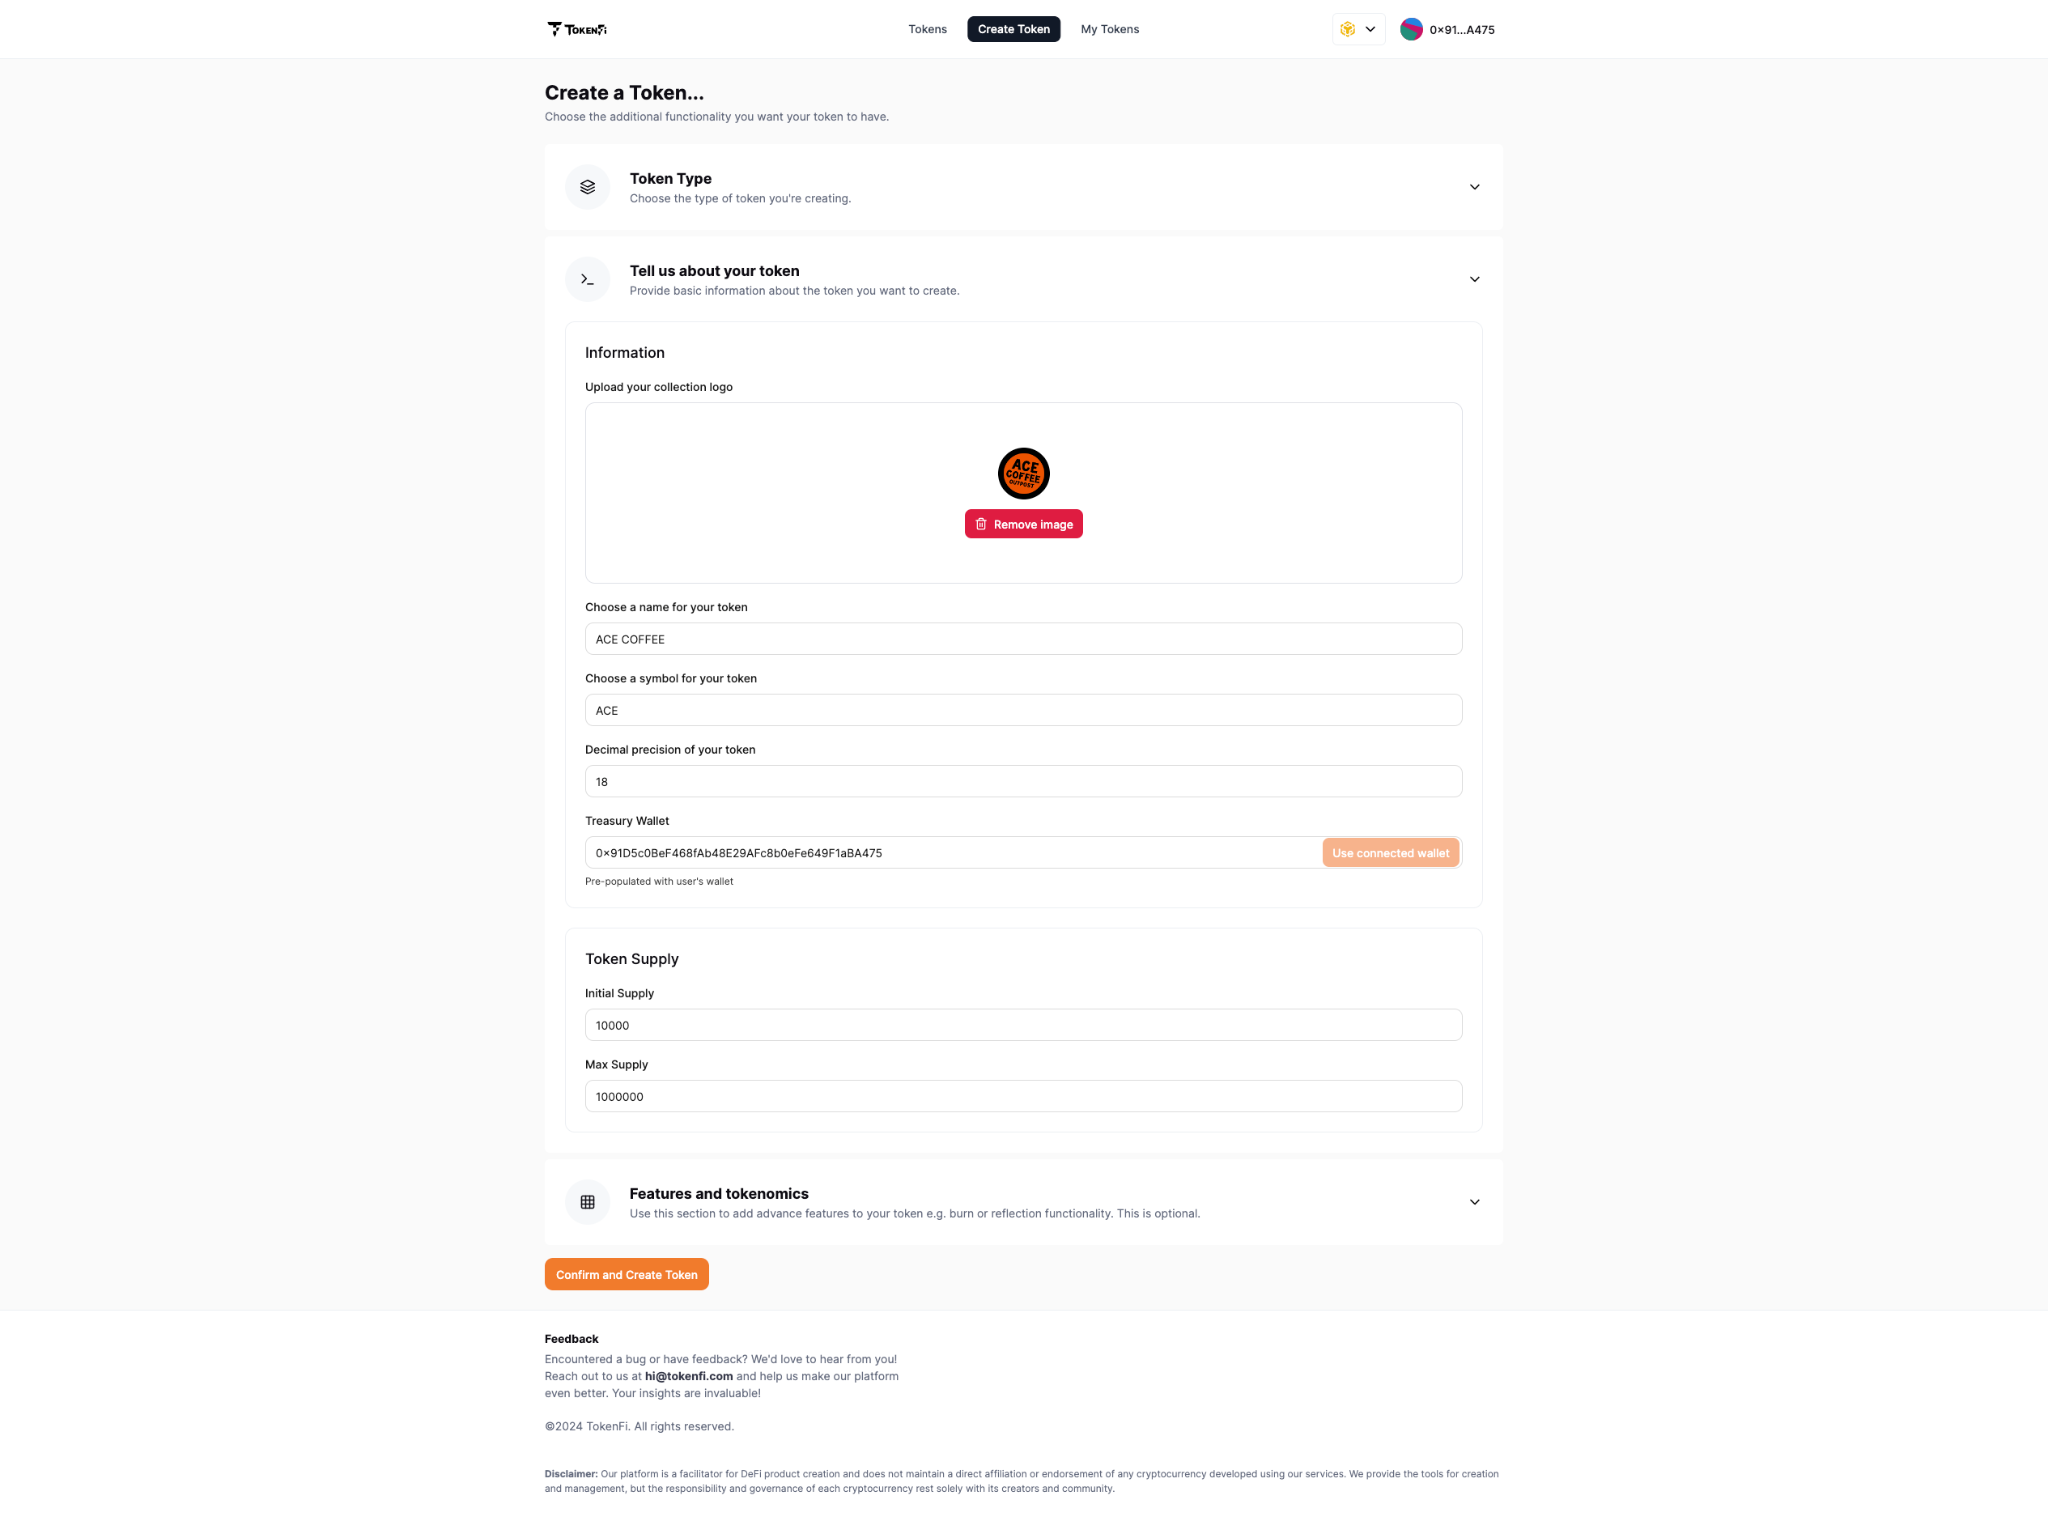 TOKENFI
Tokens
Create Token
My Tokens
0x91...A475
Create a Token...
Choose the additional functionality you want your token to have.
Token Type
Choose the type of token you're creating.
Tell us about your token
Provide basic information about the token you want to create.
Information
Upload your collection logo
ACE
COFFEE
OUTPOST
Remove image
Choose a name for your token
ACE COFFEE
Choose a symbol for your token
ACE
Decimal precision of your token
18
Treasury Wallet
0x91D5c0BeF468fAb48E29AFc8b0eFe649F1aBA475
Use connected wallet
Pre-populated with user's wallet
Token Supply
Initial Supply
10000
Max Supply
1000000
Features and tokenomics
Use this section to add advance features to your token e.g. burn or reflection functionality. This is optional.
Confirm and Create Token
Feedback
Encountered a bug or have feedback? We'd love to hear from you!
Reach out to us at hi@tokenfi.com and help us make our platform
even better. Your insights are invaluable!
©2024 TokenFi. All rights reserved.
Disclaimer: Our platform is a facilitator for DeFi product creation and does not maintain a direct affiliation or endorsement of any cryptocurrency developed using our services. We provide the tools for creation
and management, but the responsibility and governance of each cryptocurrency rest solely with its creators and community.